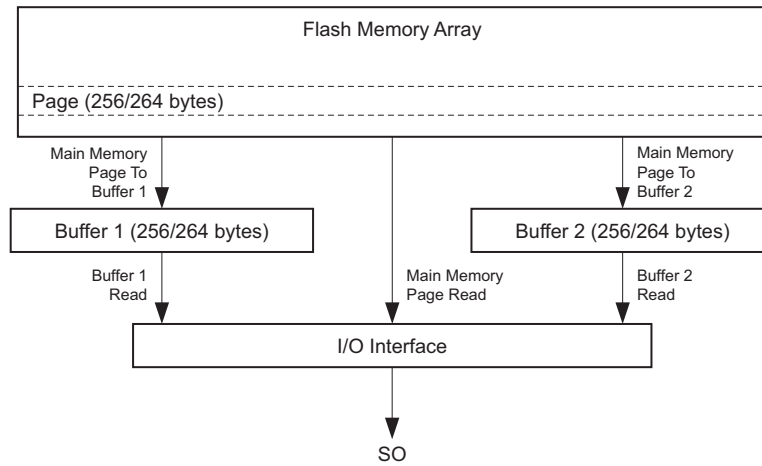 Flash Memory Array
Page (256/264 bytes)
Main Memory
Page To
Buffer 1
Main Memory
Page To
Buffer 2
Buffer 1 (256/264 bytes)
Buffer 2 (256/264 bytes)
Buffer 1
Read
Main Memory
Page Read
Buffer 2
Read
I/O Interface
SO